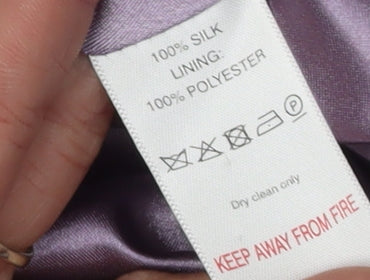 100% SILK
LINING:
100% POLYESTER
P
Dry clean only
KEEP AWAY FROM FIRE